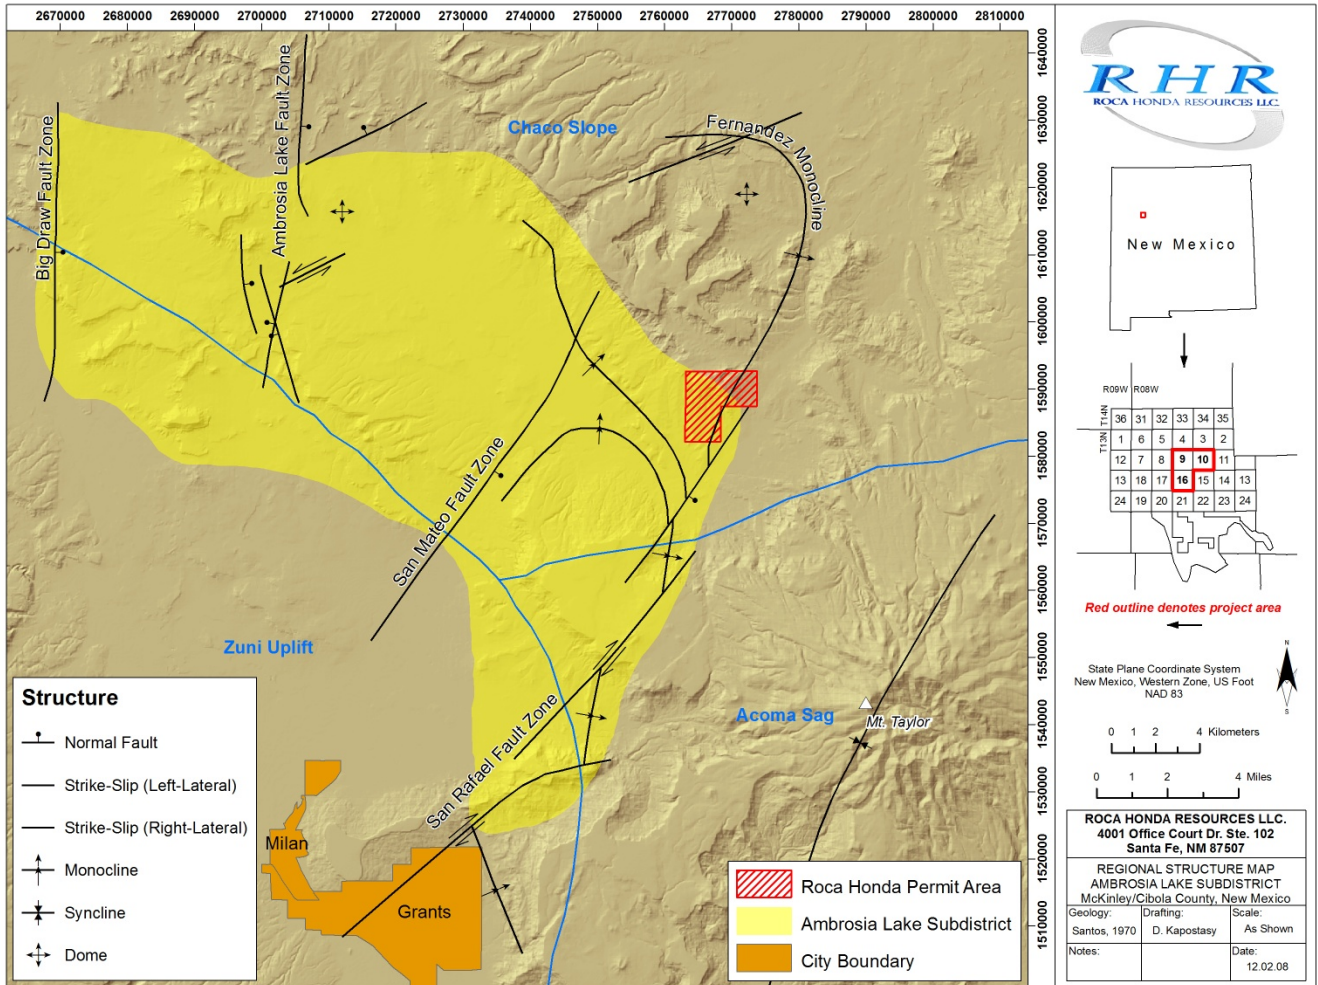 2670000 2680000 2690000 2700000 2710000 2720000 2730000 2740000 2750000 2760000 2770000 2780000 2790000 2800000 2810000
1640000
1630000
1620000
1610000
1600000
1590000
1580000
1570000
1560000
1550000
1540000
1530000
1520000
1510000
Big Draw Fault Zone
Ambrosia Lake Fault Zone
Chaco Slope
Fernandez Monocline
San Mateo Fault Zone
Zuni Uplift
San Rafael Fault Zone
Acoma Sag
Mt. Taylor
Milan
Grants
Structure
Normal Fault
Strike-Slip (Left-Lateral)
Strike-Slip (Right-Lateral)
Monocline
Syncline
Dome
Roca Honda Permit Area
Ambrosia Lake Subdistrict
City Boundary
RHR
ROCA HONDA RESOURCES LLC.
New Mexico
R09W R08W
T14N
T13N
36 31 32 33 34 35
1 6 5 4 3 2
12 7 8 9 10 11
13 18 17 16 15 14 13
24 19 20 21 22 23 24
Red outline denotes project area
State Plane Coordinate System
New Mexico, Western Zone, US Foot
NAD 83
N
S
0 1 2 4 Kilometers
0 1 2 4 Miles
ROCA HONDA RESOURCES LLC.
4001 Office Court Dr. Ste. 102
Santa Fe, NM 87507
REGIONAL STRUCTURE MAP
AMBROSIA LAKE SUBDISTRICT
McKinley/Cibola County, New Mexico
Geology: Drafting: Scale:
Santos, 1970 D. Kapostasy As Shown
Notes: Date:
12.02.08